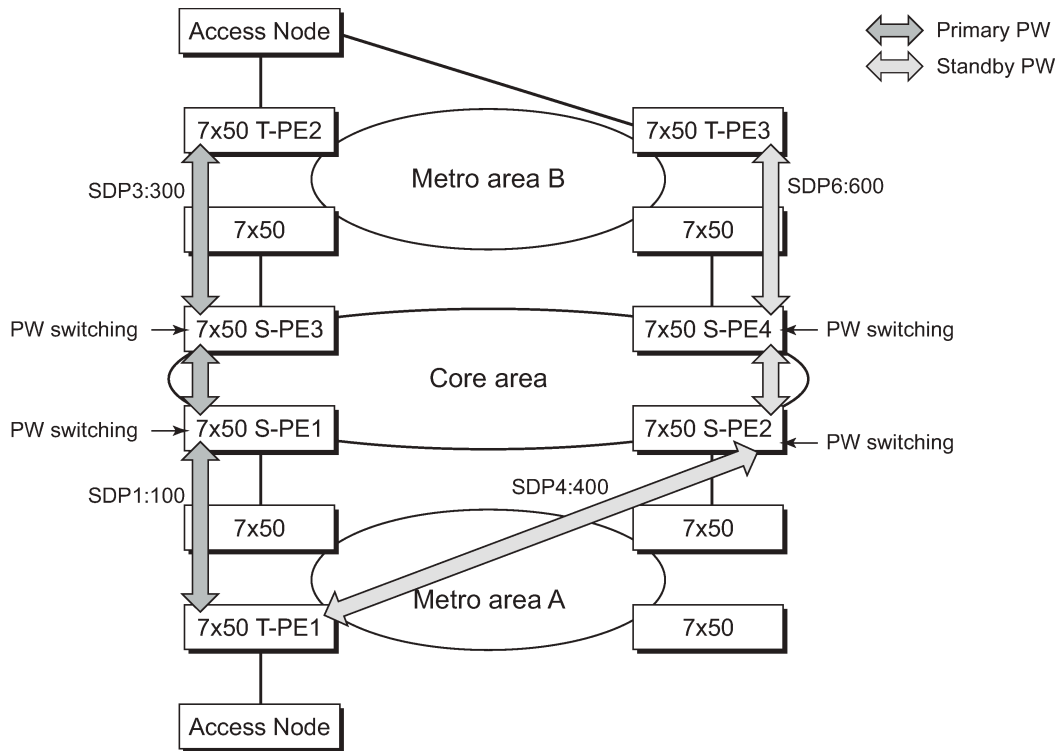 Access Node
Primary PW
Standby PW
7x50 T-PE2
7x50 T-PE3
Metro area B
SDP3:300
SDP6:600
7x50
7x50
PW switching
7x50 S-PE3
7x50 S-PE4
PW switching
Core area
PW switching
7x50 S-PE1
7x50 S-PE2
PW switching
SDP1:100
SDP4:400
7x50
7x50
Metro area A
7x50 T-PE1
7x50
Access Node